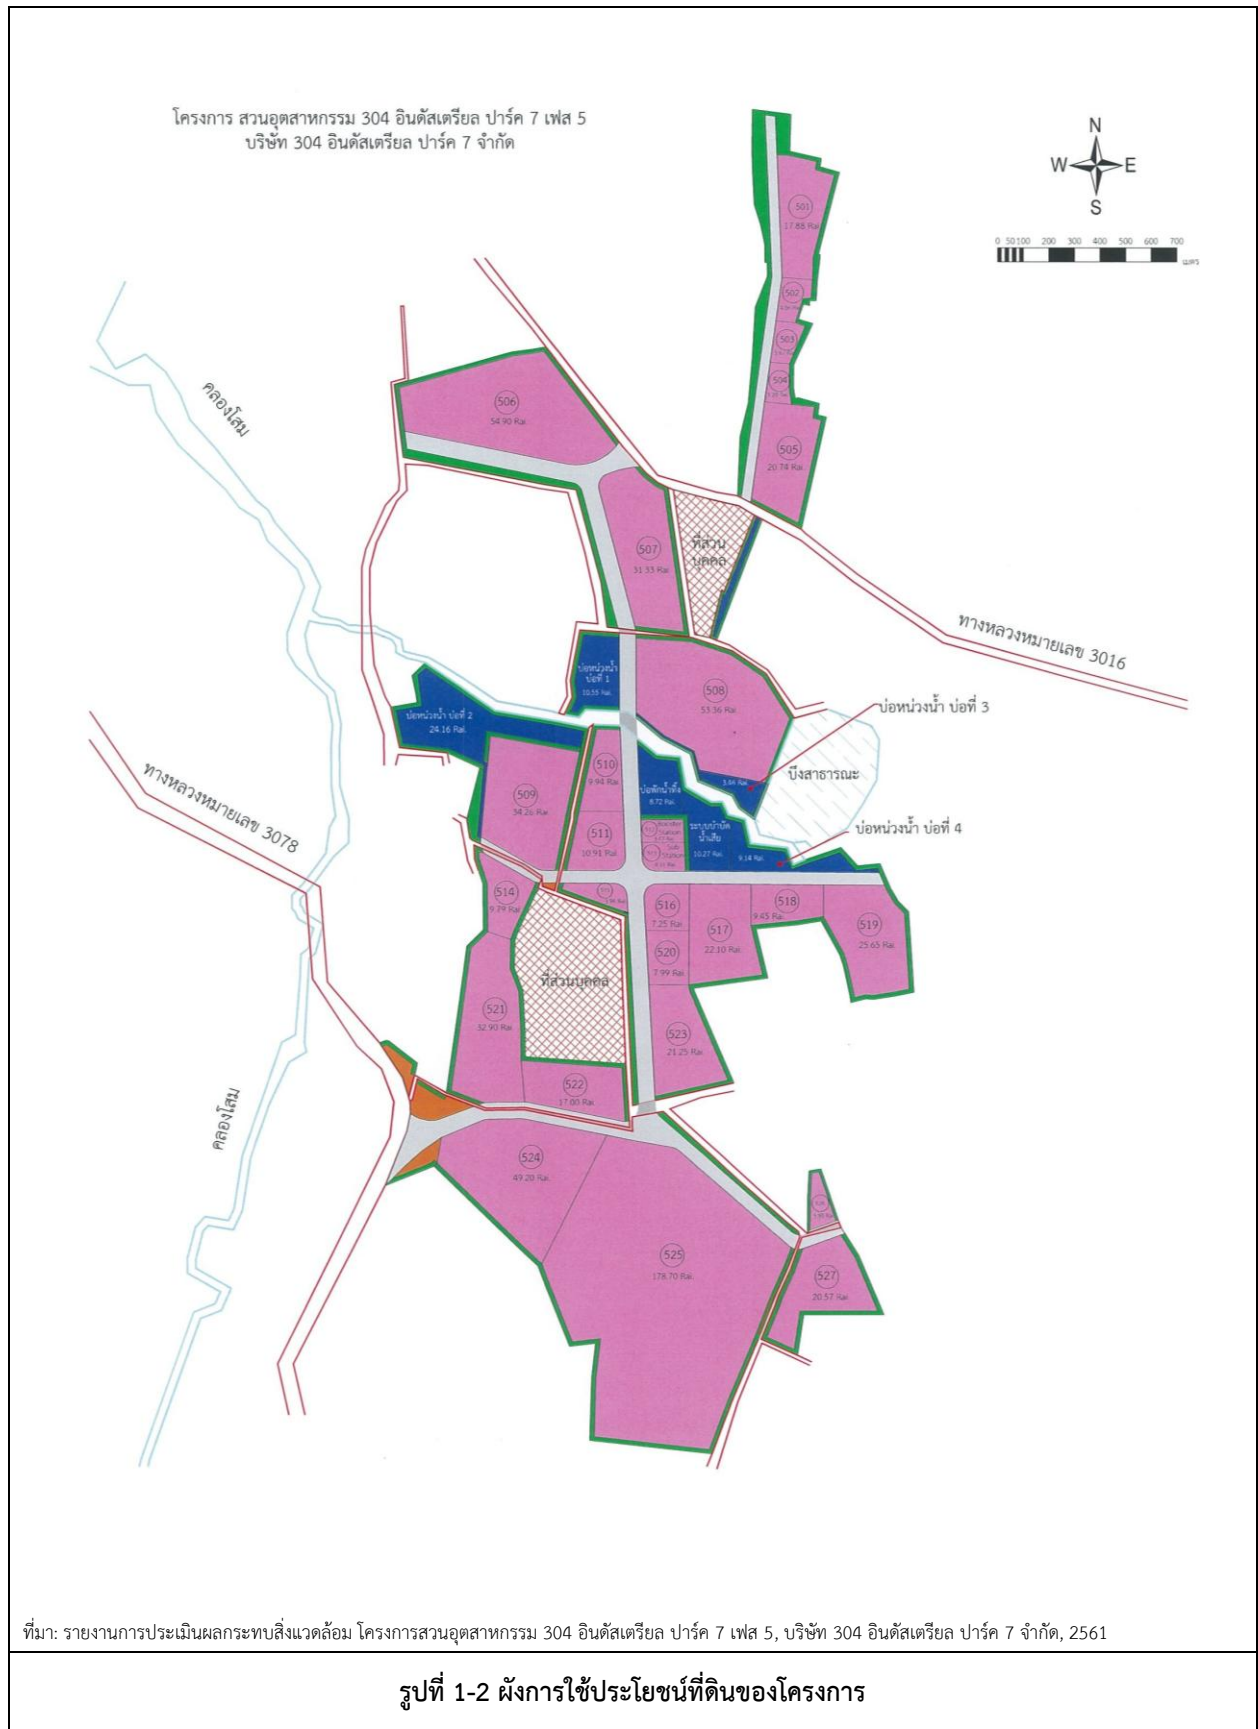 โครงการ สวนอุตสาหกรรม 304 อินดัสเตรียล ปาร์ค 7 เฟส 5
บริษัท 304 อินดัสเตรียล ปาร์ค 7 จำกัด
N
W E
S
0 50 100 200 300 400 500 600 700
เมตร
501
17.88 Rai.
502
503
504
505
20.74 Rai.
คลองโสม
506
54.90 Rai.
507
31.33 Rai.
ที่ส่วน
บุคคล
ทางหลวงหมายเลข 3016
บ่อหน่วงน้ำ
บ่อที่ 1
10.55 Rai.
508
53.36 Rai.
บ่อหน่วงน้ำ บ่อที่ 3
บ่อหน่วงน้ำ บ่อที่ 2
24.16 Rai.
บึงสาธารณะ
ทางหลวงหมายเลข 3078
510
9.94 Rai.
509
34.26 Rai.
บ่อพักน้ำทิ้ง
8.72 Rai.
511
10.91 Rai.
Station
Sub
Station
ระบบบำบัด
น้ำเสีย
10.27 Rai.
9.14 Rai.
บ่อหน่วงน้ำ บ่อที่ 4
514
9.79 Rai.
516
7.25 Rai.
517
22.10 Rai.
518
9.45 Rai.
519
25.65 Rai.
520
7.99 Rai.
ที่ส่วนบุคคล
521
32.90 Rai.
522
17.00 Rai.
523
21.25 Rai.
คลองโสม
524
49.20 Rai.
525
178.70 Rai.
527
20.57 Rai.
ที่มา: รายงานการประเมินผลกระทบสิ่งแวดล้อม โครงการสวนอุตสาหกรรม 304 อินดัสเตรียล ปาร์ค 7 เฟส 5, บริษัท 304 อินดัสเตรียล ปาร์ค 7 จำกัด, 2561
รูปที่ 1-2 ผังการใช้ประโยชน์ที่ดินของโครงการ